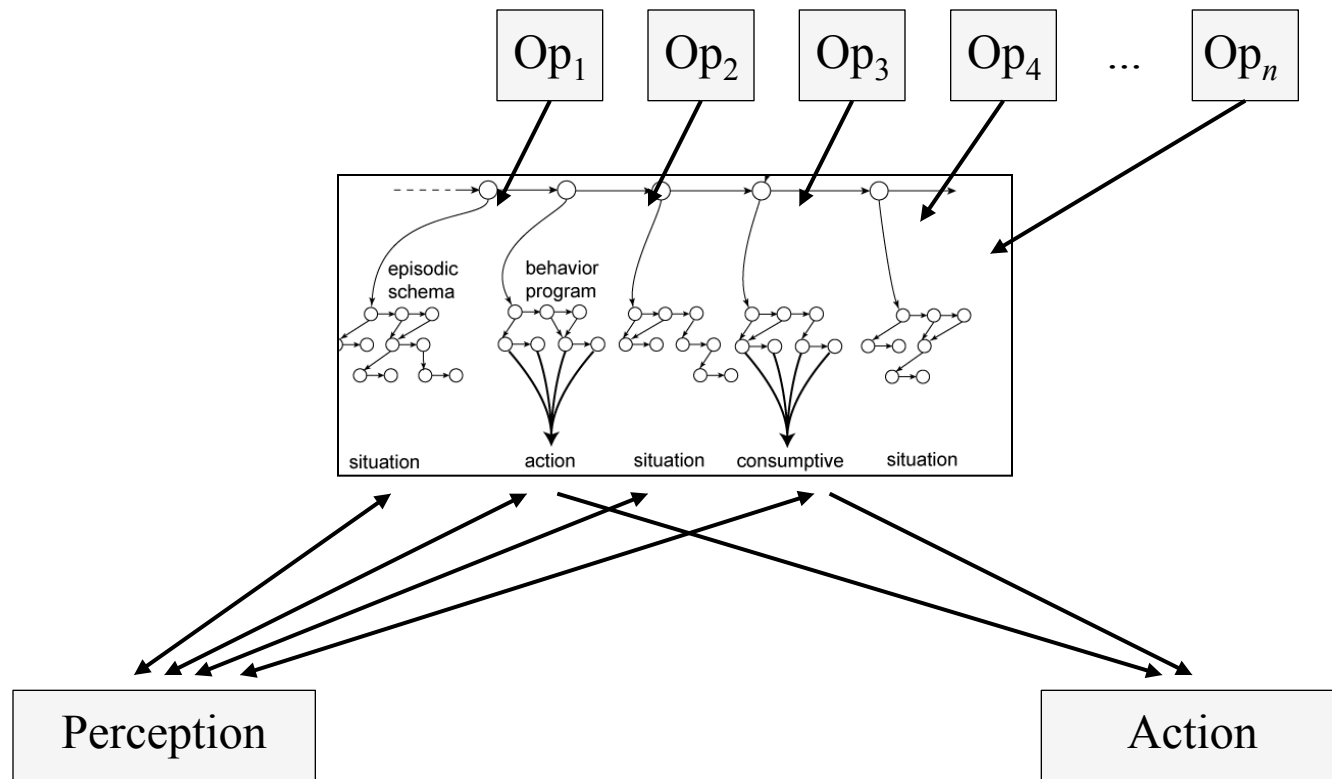 Op₁ Op₂ Op₃ Op₄ ... Opₙ
episodic schema
behavior program
situation action situation consumptive situation
Perception Action